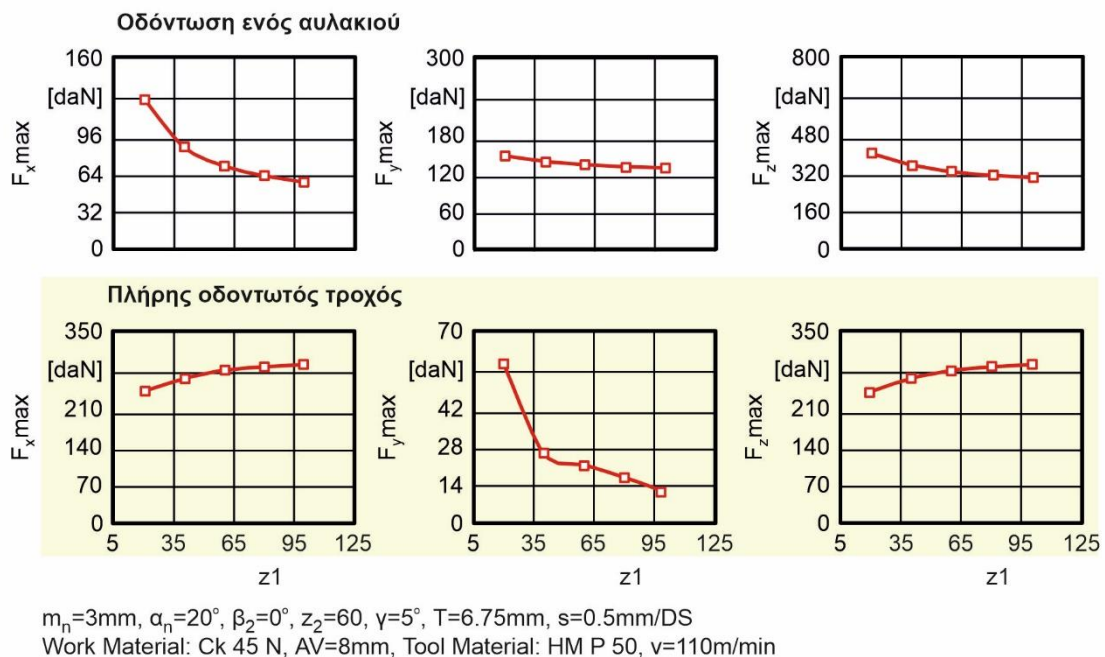 Οδόντωση ενός αυλακιού
160
[daN]
96
64
32
0
Fₓmax
300
[daN]
180
120
60
0
Fᵧmax
800
[daN]
480
320
160
0
F_zmax
Πλήρης οδοντωτός τροχός
350
[daN]
210
140
70
0
Fₓmax
5 35 65 95 125
z1
70
[daN]
42
28
14
0
Fᵧmax
5 35 65 95 125
z1
350
[daN]
210
140
70
0
F_zmax
5 35 65 95 125
z1
mₙ=3mm, αₙ=20°, β₂=0°, z₂=60, γ=5°, T=6.75mm, s=0.5mm/DS
Work Material: Ck 45 N, AV=8mm, Tool Material: HM P 50, v=110m/min